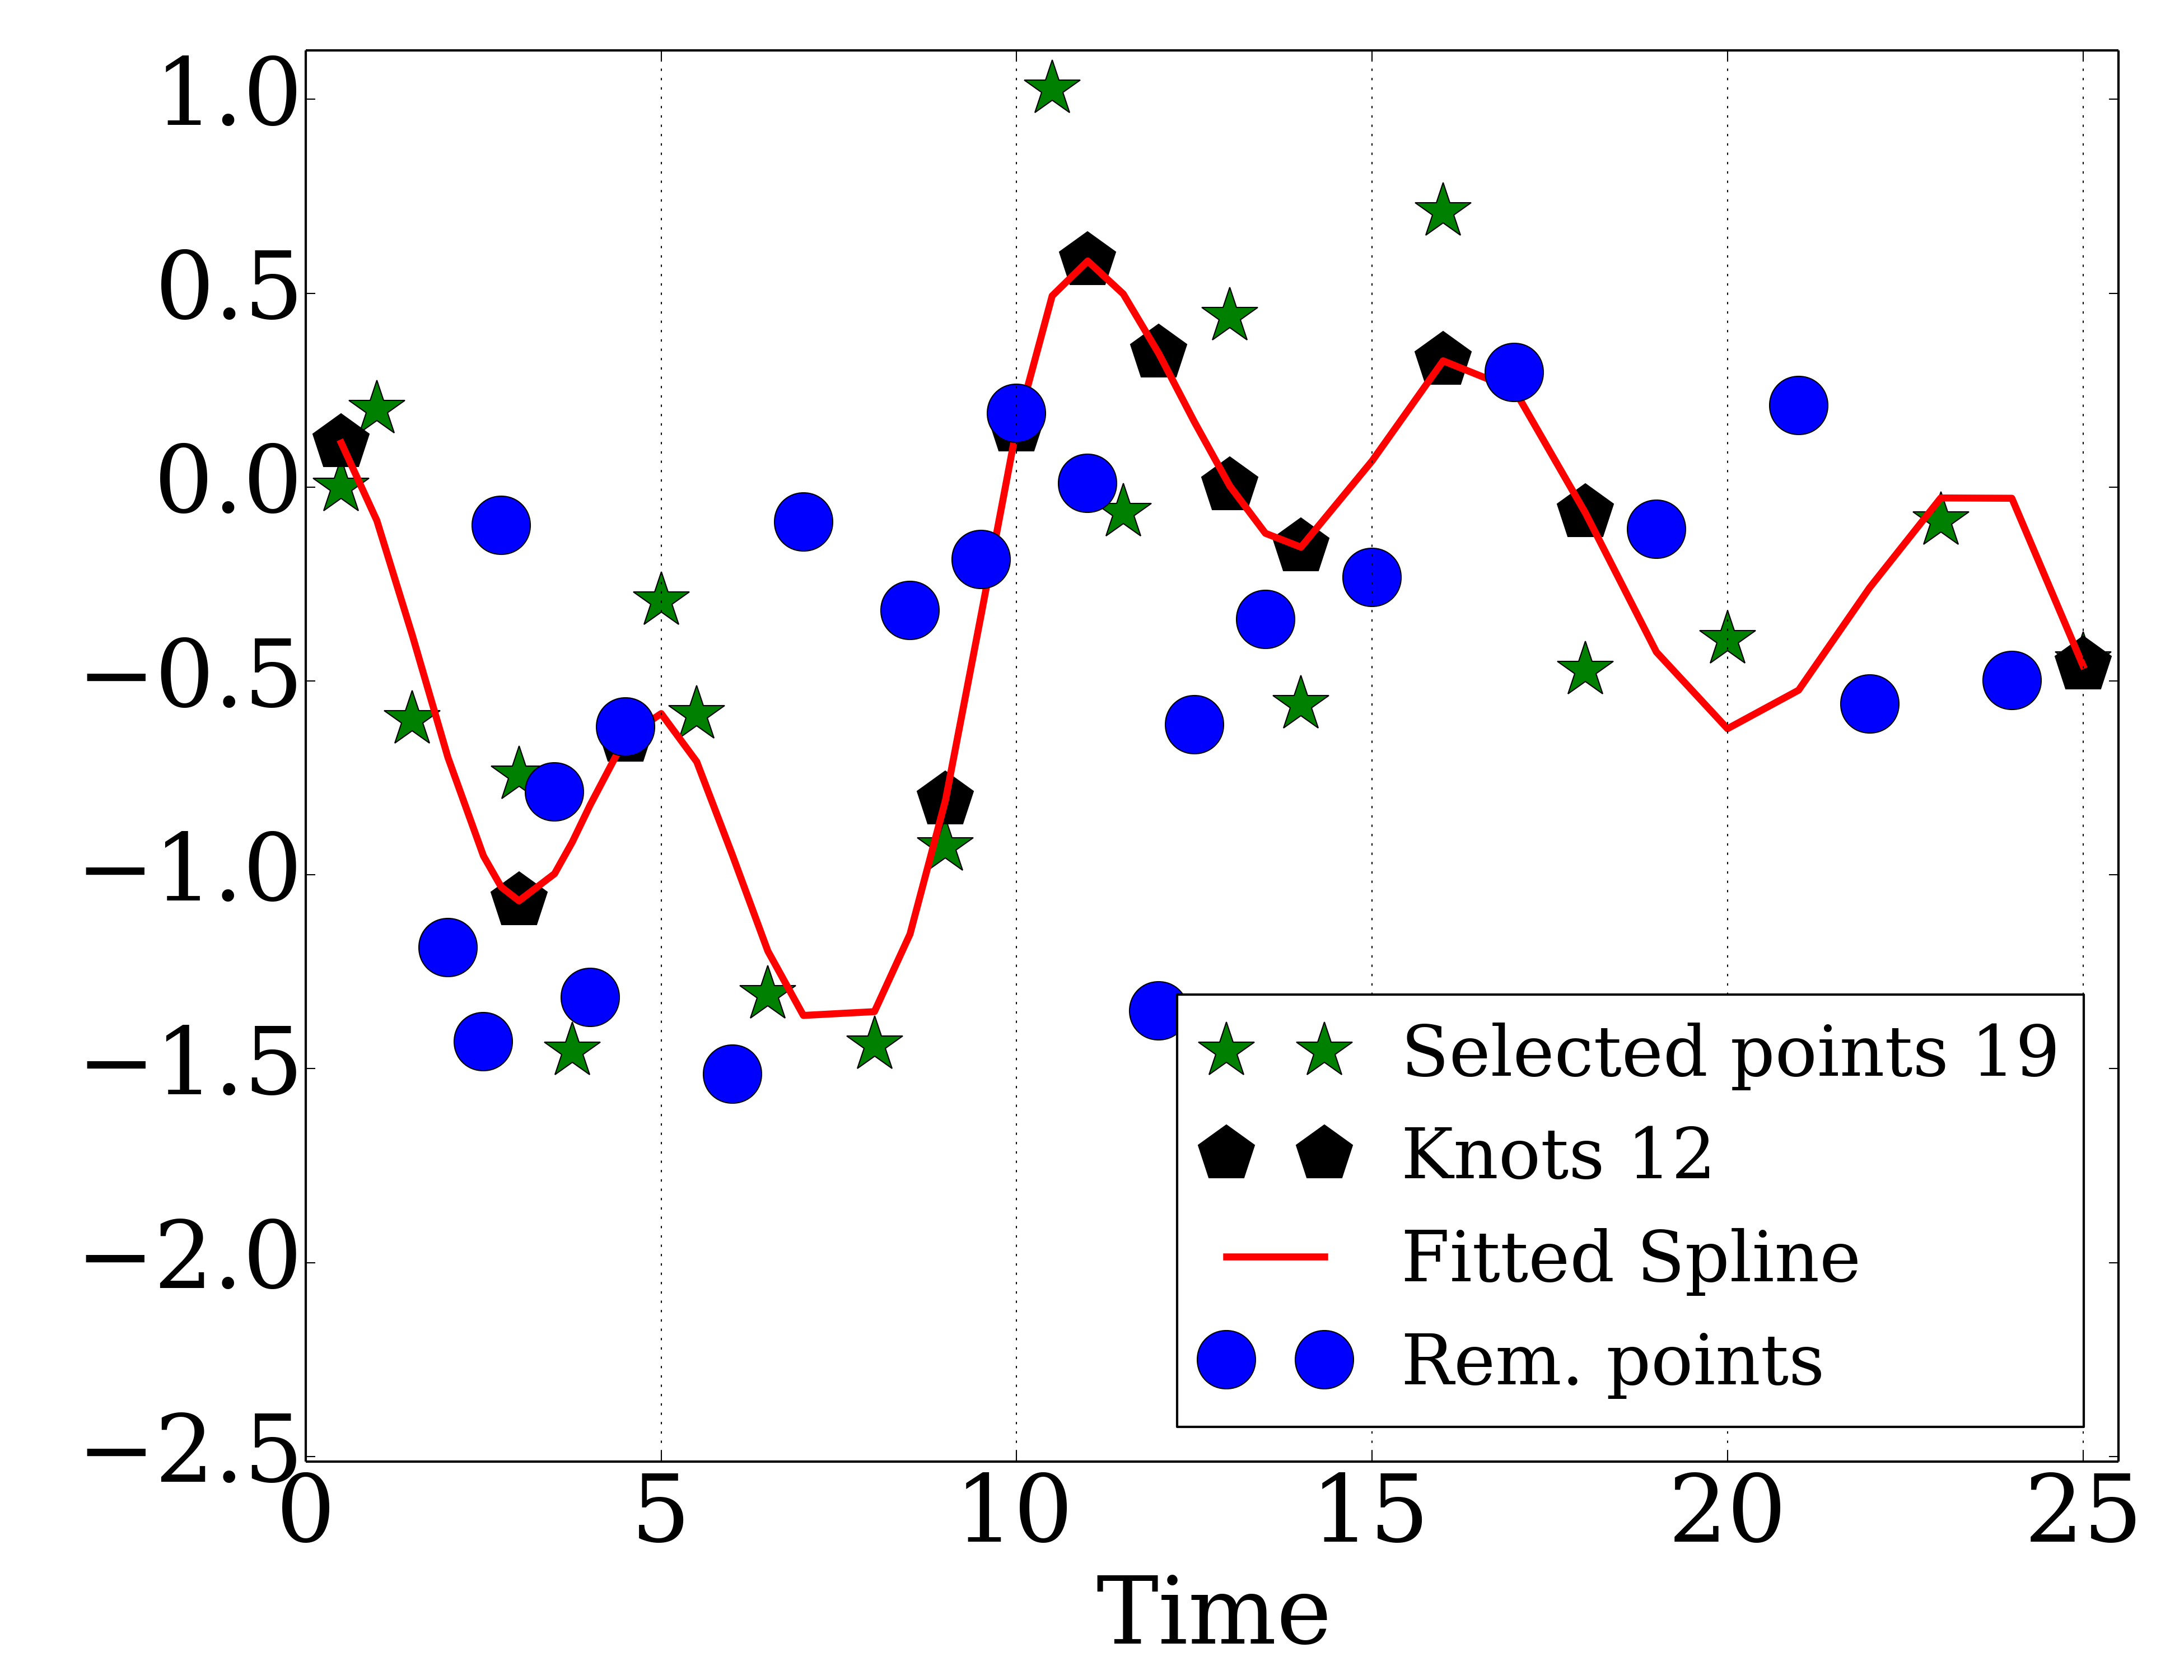 1.0
0.5
0.0
−0.5
−1.0
−1.5
−2.0
−2.5
0 5 10 15 20 25
Time
Selected points 19
Knots 12
Fitted Spline
Rem. points